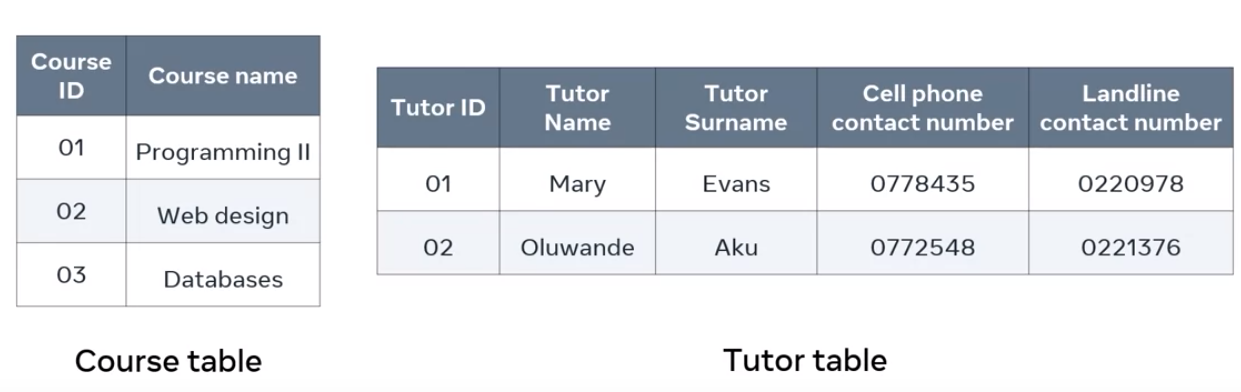 Course ID
Course name
01
Programming II
02
Web design
03
Databases
Course table
Tutor ID
Tutor Name
Tutor Surname
Cell phone contact number
Landline contact number
01
Mary
Evans
0778435
0220978
02
Oluwande
Aku
0772548
0221376
Tutor table